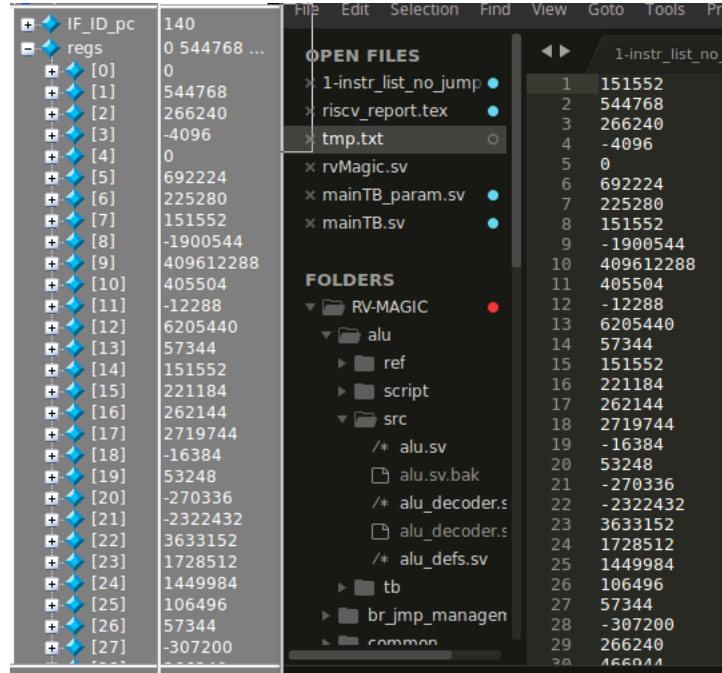 IF_ID_pc 140
regs 0 544768 ...
[0] 0
[1] 544768
[2] 266240
[3] -4096
[4] 0
[5] 692224
[6] 225280
[7] 151552
[8] -1900544
[9] 409612288
[10] 405504
[11] -12288
[12] 6205440
[13] 57344
[14] 151552
[15] 221184
[16] 262144
[17] 2719744
[18] -16384
[19] 53248
[20] -270336
[21] -2322432
[22] 3633152
[23] 1728512
[24] 1449984
[25] 106496
[26] 57344
[27] -307200
File Edit Selection Find View Goto Tools
OPEN FILES
1-instr_list_no_jump
riscv_report.tex
tmp.txt
rvMagic.sv
mainTB_param.sv
mainTB.sv
FOLDERS
RV-MAGIC
alu
ref
script
src
/* alu.sv
alu.sv.bak
/* alu_decoder.s
alu_decoder.s
/* alu_defs.sv
tb
br_jmp_managem
common
1-instr_list_no_
1 151552
2 544768
3 266240
4 -4096
5 0
6 692224
7 225280
8 151552
9 -1900544
10 409612288
11 405504
12 -12288
13 6205440
14 57344
15 151552
16 221184
17 262144
18 2719744
19 -16384
20 53248
21 -270336
22 -2322432
23 3633152
24 1728512
25 1449984
26 106496
27 57344
28 -307200
29 266240
30 466944